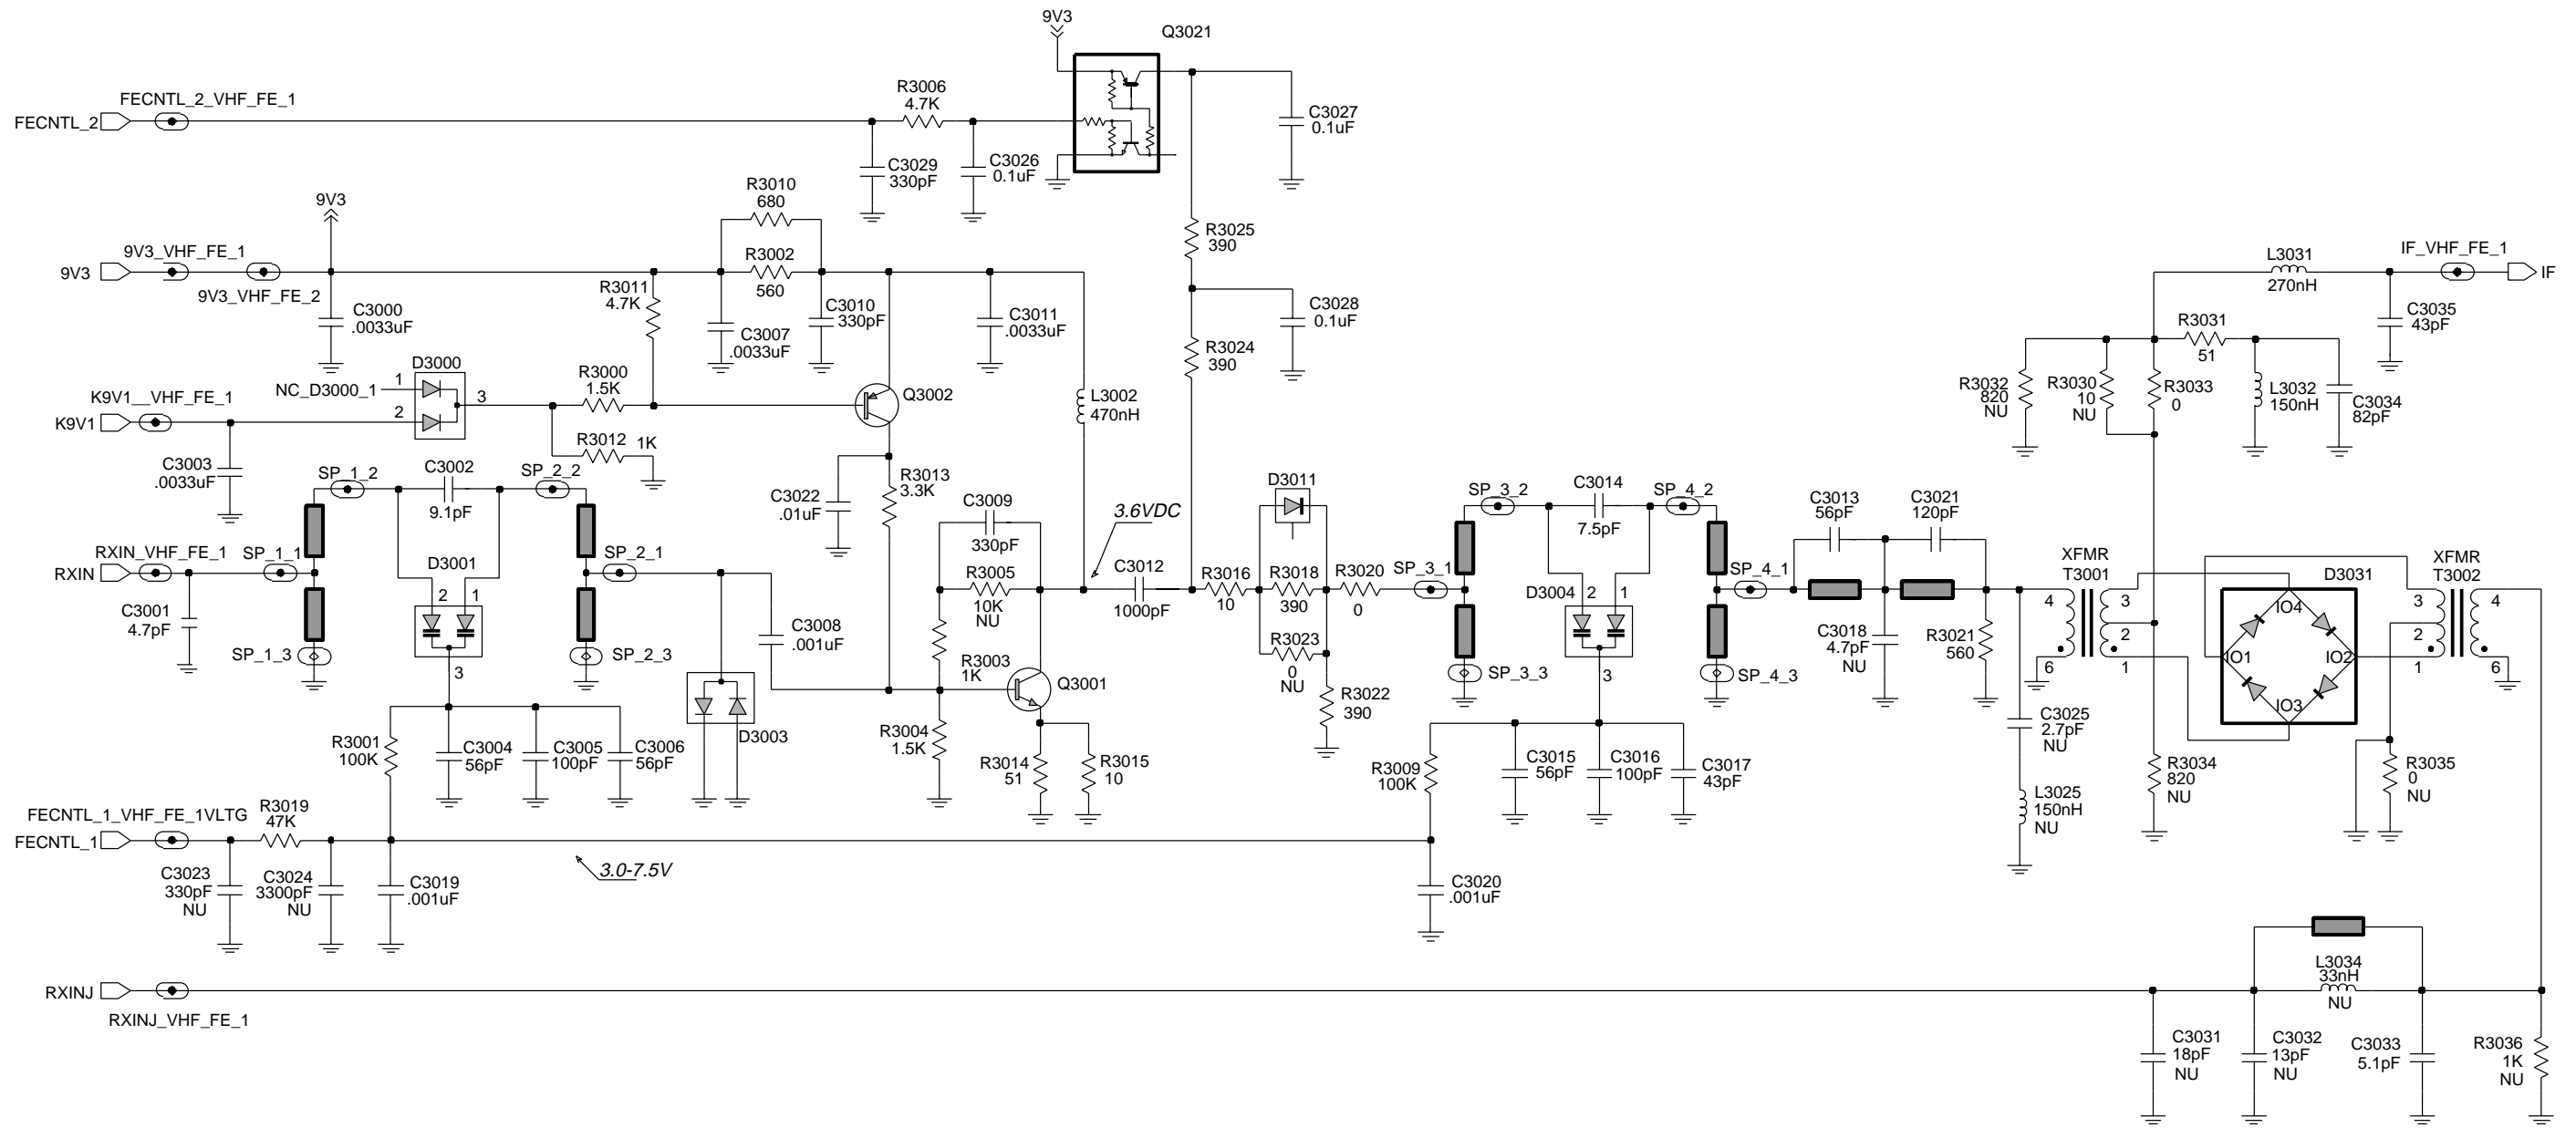 9V3
Q3021
FECNTL_2_VHF_FE_1
FECNTL_2
R3006
4.7K
C3027
0.1uF
C3029
330pF
C3026
0.1uF
R3010
680
9V3
9V3_VHF_FE_1
9V3
9V3_VHF_FE_2
R3002
560
R3011
4.7K
R3025
390
L3031
270nH
IF_VHF_FE_1
IF
C3000
.0033uF
C3007
.0033uF
C3010
330pF
C3011
.0033uF
C3028
0.1uF
C3035
43pF
R3031
51
R3024
390
D3000
NC_D3000_1
1
2
3
R3000
1.5K
K9V1__VHF_FE_1
K9V1
Q3002
L3002
470nH
R3032
820
NU
R3030
10
NU
R3033
0
L3032
150nH
C3034
82pF
R3012
1K
C3003
.0033uF
SP_1_2
C3002
9.1pF
SP_2_2
C3022
.01uF
R3013
3.3K
C3009
330pF
3.6VDC
D3011
SP_3_2
C3014
7.5pF
SP_4_2
C3013
56pF
C3021
120pF
RXIN_VHF_FE_1
RXIN
SP_1_1
D3001
2
1
3
SP_2_1
R3005
10K
NU
C3012
1000pF
R3016
10
R3018
390
R3020
0
SP_3_1
D3004
2
1
3
SP_4_1
XFMR
T3001
4
6
3
2
1
D3031
IO4
IO1
IO2
IO3
XFMR
T3002
3
2
1
4
6
C3001
4.7pF
SP_1_3
SP_2_3
C3008
.001uF
R3003
1K
Q3001
R3023
0
NU
R3022
390
SP_3_3
SP_4_3
C3018
4.7pF
NU
R3021
560
D3003
R3001
100K
C3004
56pF
C3005
100pF
C3006
56pF
R3004
1.5K
R3014
51
R3015
10
R3009
100K
C3015
56pF
C3016
100pF
C3017
43pF
C3025
2.7pF
NU
L3025
150nH
NU
R3034
820
NU
R3035
0
NU
FECNTL_1_VHF_FE_1VLTG
FECNTL_1
R3019
47K
3.0-7.5V
C3023
330pF
NU
C3024
3300pF
NU
C3019
.001uF
C3020
.001uF
RXINJ
RXINJ_VHF_FE_1
L3034
33nH
NU
C3031
18pF
NU
C3032
13pF
NU
C3033
5.1pF
R3036
1K
NU